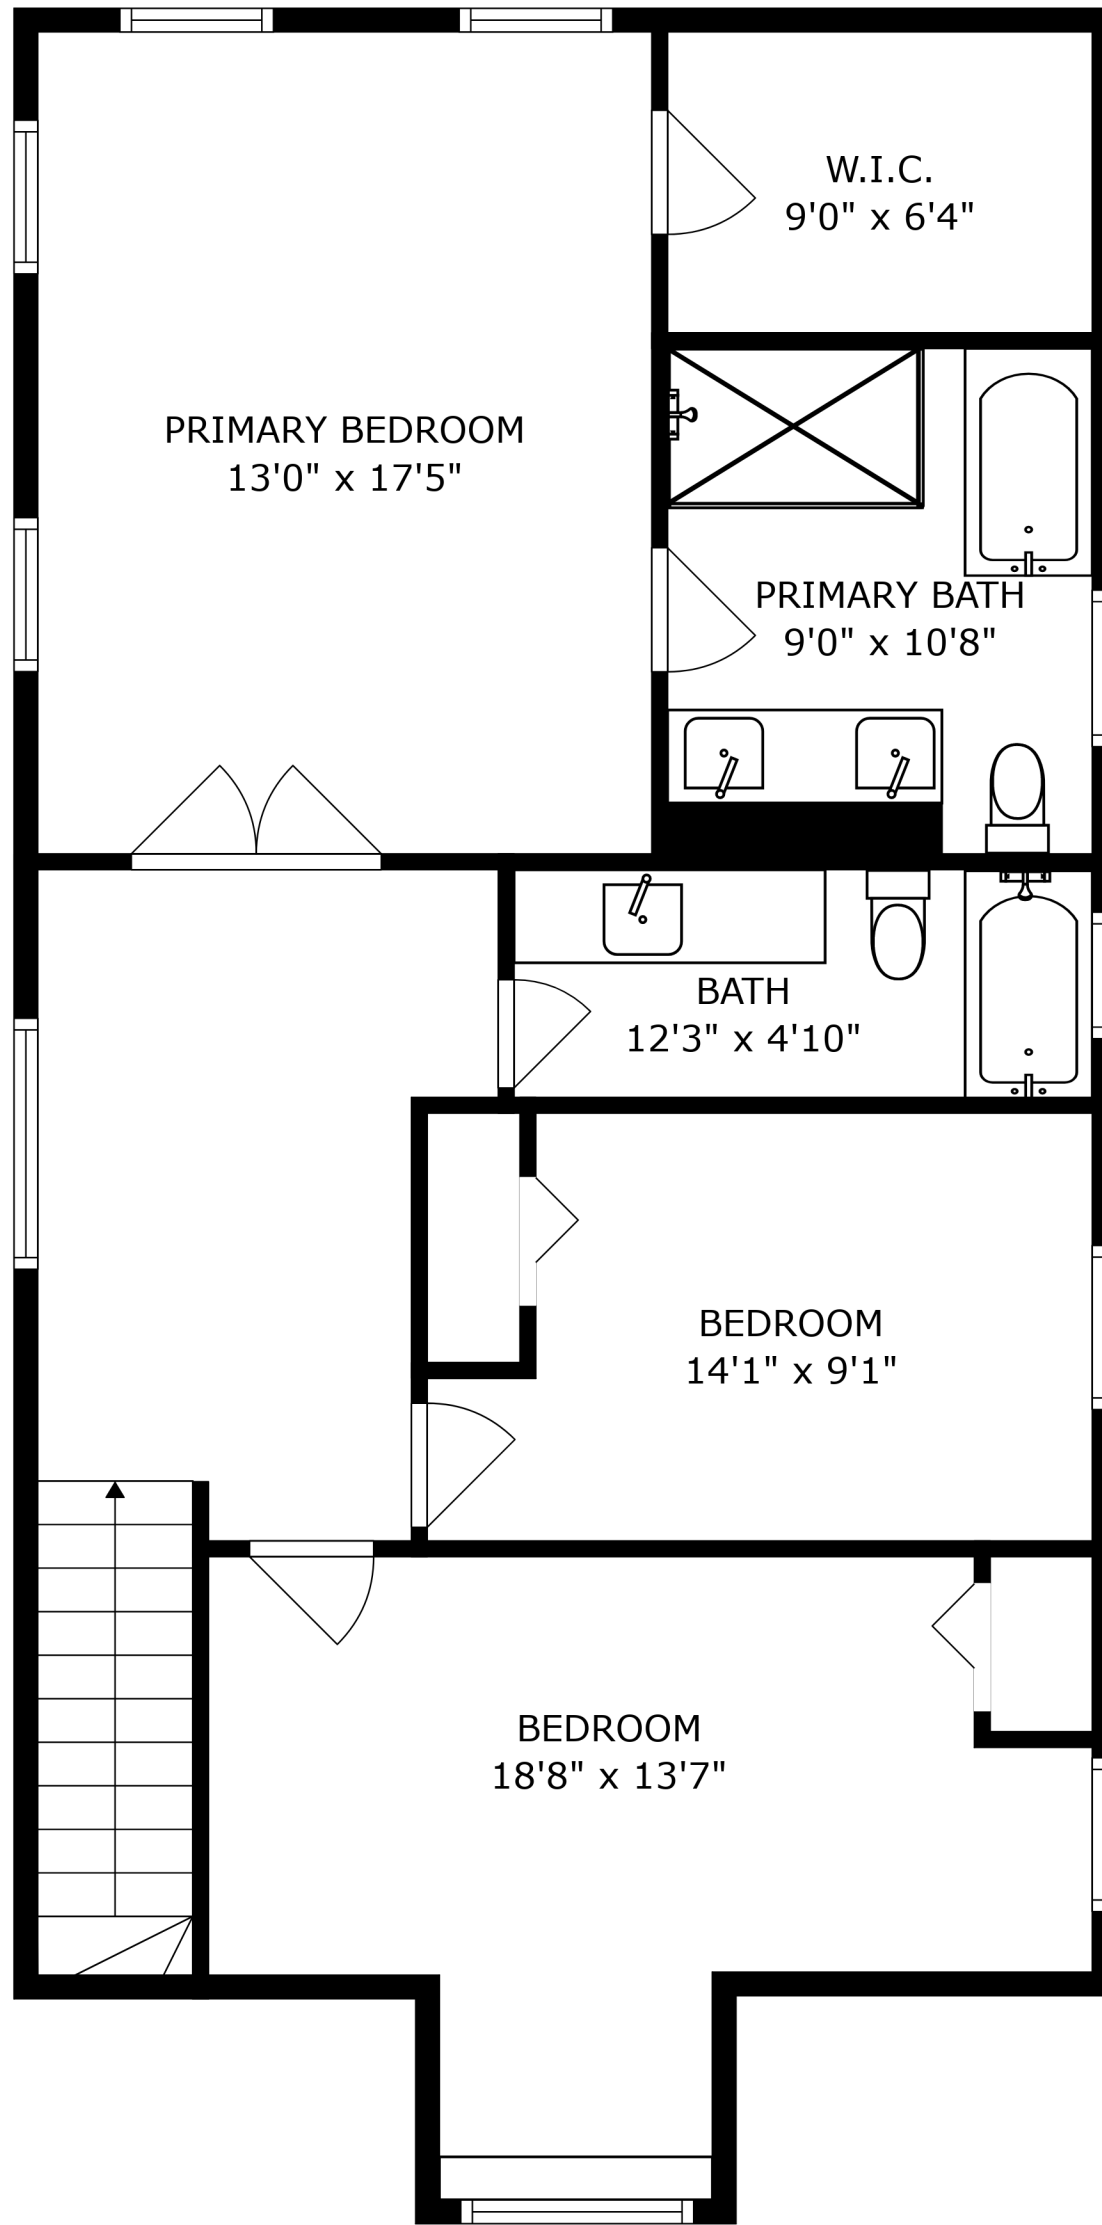 W.I.C.
9'0" x 6'4"
PRIMARY BEDROOM
13'0" x 17'5"
PRIMARY BATH
9'0" x 10'8"
BATH
12'3" x 4'10"
BEDROOM
14'1" x 9'1"
BEDROOM
18'8" x 13'7"